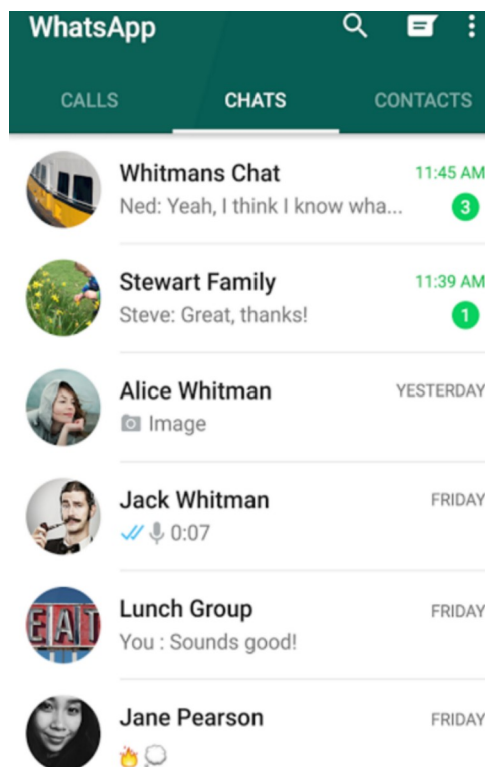 WhatsApp
CALLS CHATS CONTACTS
Whitmans Chat 11:45 AM
Ned: Yeah, I think I know wha... 3
Stewart Family 11:39 AM
Steve: Great, thanks! 1
Alice Whitman YESTERDAY
Image
Jack Whitman FRIDAY
0:07
EAT
Lunch Group FRIDAY
You : Sounds good!
Jane Pearson FRIDAY
🔥💭